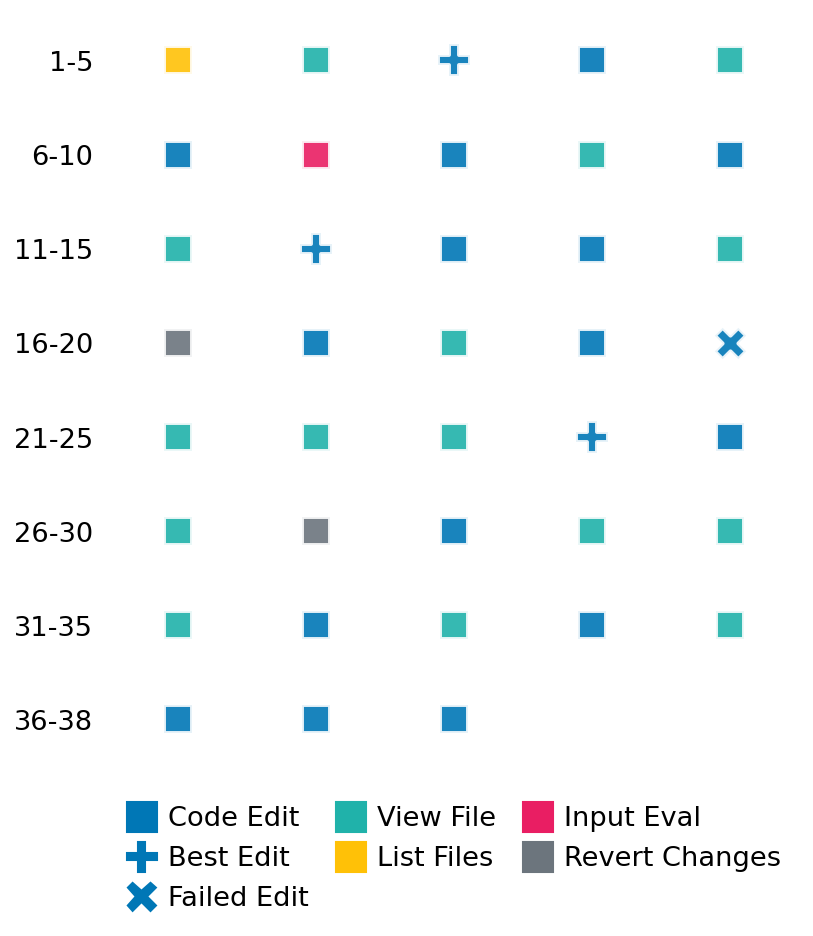 1-5
6-10
11-15
16-20
21-25
26-30
31-35
36-38
Code Edit
View File
Input Eval
Best Edit
List Files
Revert Changes
Failed Edit